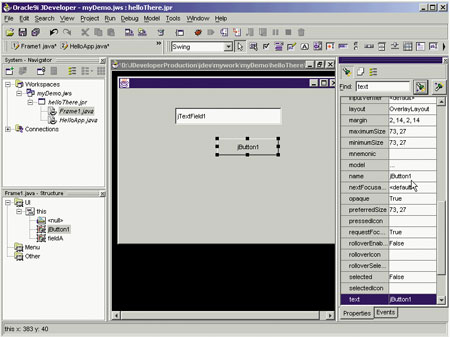 Oracle9i JDeveloper - myDemo.jws : helloThere.jpr
File Edit Search Project Run Debug Navigate Model Tools Window Help
Frame1.java* HelloApp.java* Swing
System - Navigator
Workspaces
myDemo.jws
helloThere.jpr
Frame1.java
HelloApp.java
Connections
Frame1.java - Structure
UI
this
<null>
jButton1
fieldA
Menu
Other
D:\JDeveloperProduction\jdev\mywork\myDemo\helloThere\
jTextField1
jButton1
Find: text
<default>
layout OverlayLayout
margin 2, 14, 2, 14
maximumSize 73, 27
minimumSize 73, 27
mnemonic
model ...
name jButton1
nextFocusa... <default>
opaque True
preferredSize 73, 27
pressedIcon
requestFoc... True
rolloverEnab... False
rolloverIcon
rolloverSele...
selected False
selectedIcon
text jButton1
Properties Events
this x: 383 y: 40